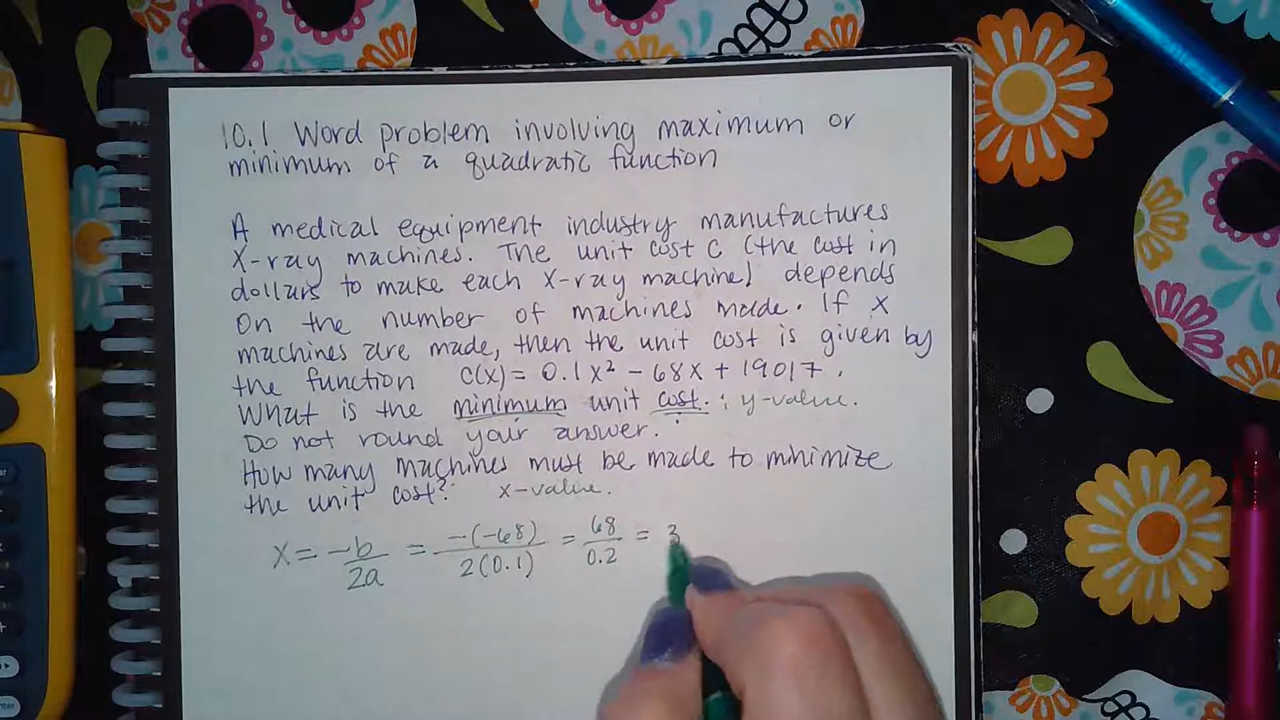 10.1 Word problem involving maximum or
minimum of a quadratic function
A medical equipment industry manufactures
X-ray machines. The unit cost C (the cost in
dollars to make each X-ray machine) depends
on the number of machines made. If x
machines are made, then the unit cost is given by
the function C(x) = 0.1x² - 68x + 19017.
What is the minimum unit cost. : y-value.
Do not round your answer.
How many machines must be made to minimize
the unit cost? x-value.
x = -b/2a = -(-68)/2(0.1) = 68/0.2 = 3